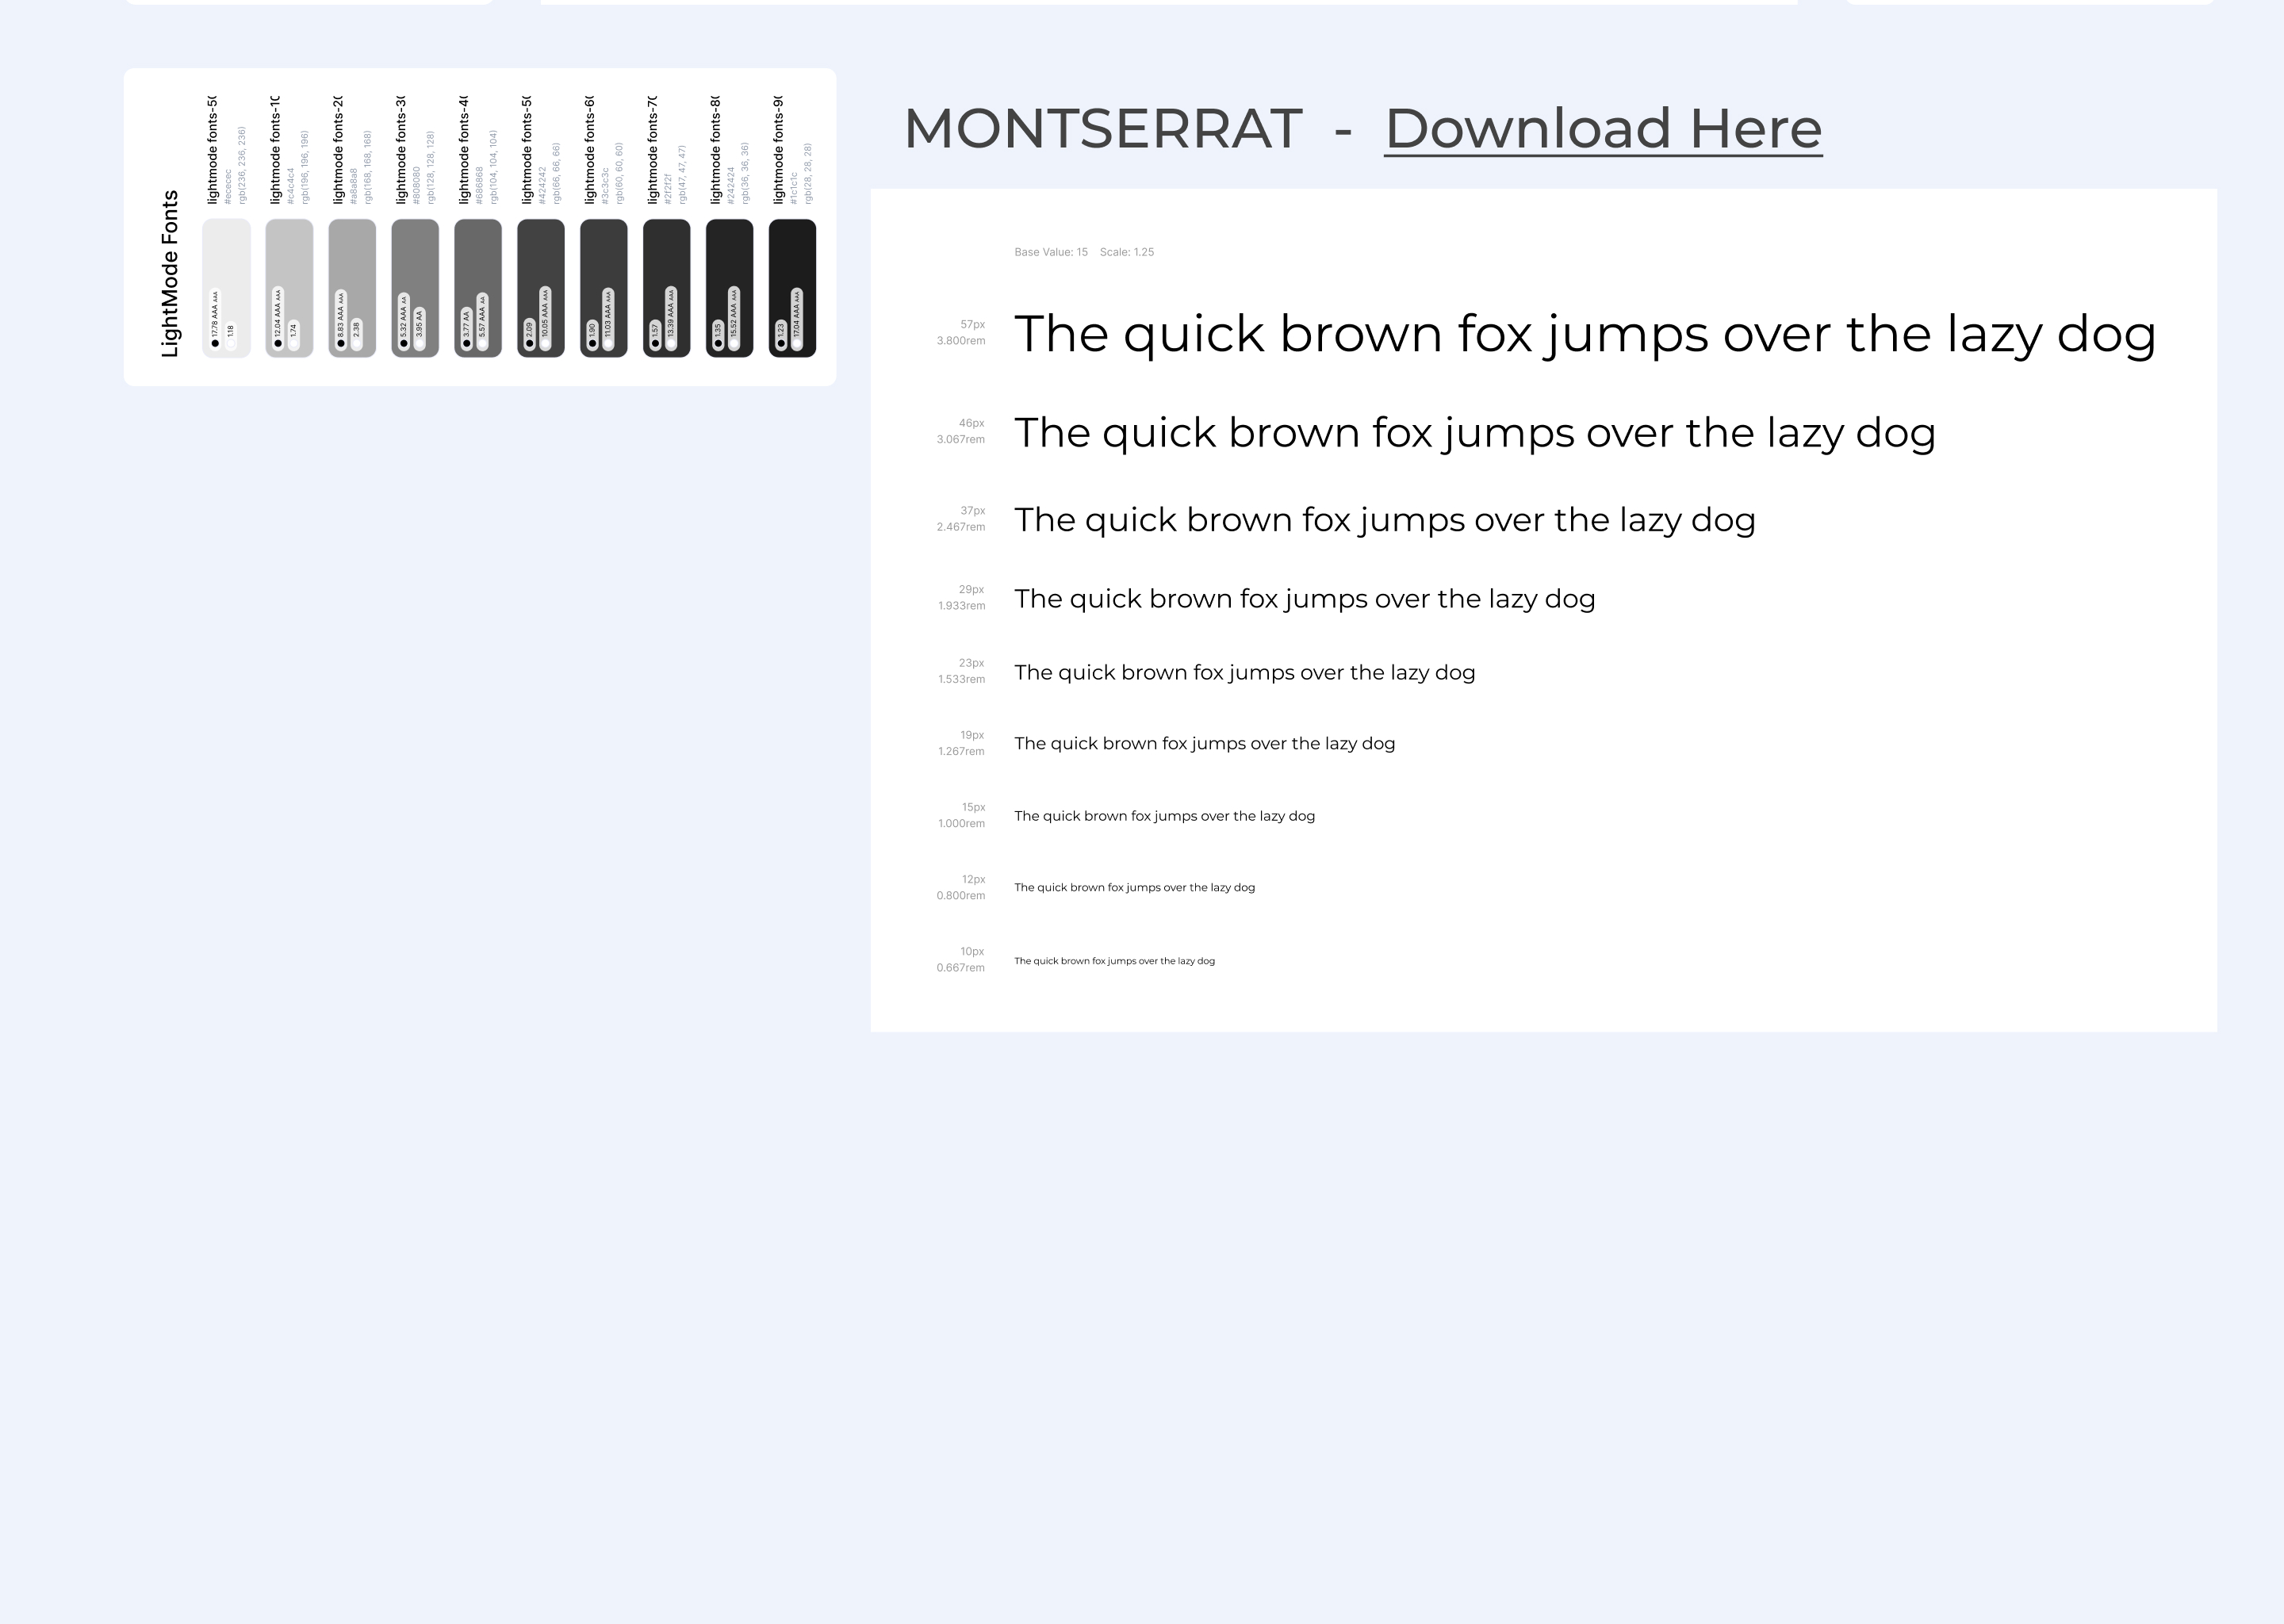 LightMode Fonts
lightmode fonts-5(
#ececec
rgb(236, 236, 236)
17.78 AAA AAA
1.18
lightmode fonts-1(
#c4c4c4
rgb(196, 196, 196)
12.04 AAA AAA
1.74
lightmode fonts-2(
#a8a8a8
rgb(168, 168, 168)
8.83 AAA AAA
2.38
lightmode fonts-3(
#808080
rgb(128, 128, 128)
5.32 AAA AA
3.95 AA
lightmode fonts-4(
#686868
rgb(104, 104, 104)
3.77 AA
5.57 AAA AA
lightmode fonts-5(
#424242
rgb(66, 66, 66)
2.09
10.05 AAA AAA
lightmode fonts-6(
#3c3c3c
rgb(60, 60, 60)
1.90
11.03 AAA AAA
lightmode fonts-7(
#2f2f2f
rgb(47, 47, 47)
1.57
13.39 AAA AAA
lightmode fonts-8(
#242424
rgb(36, 36, 36)
1.35
15.52 AAA AAA
lightmode fonts-9(
#1c1c1c
rgb(28, 28, 28)
1.23
17.04 AAA AAA
MONTSERRAT - Download Here
Base Value: 15 Scale: 1.25
57px
3.800rem
The quick brown fox jumps over the lazy dog
46px
3.067rem
The quick brown fox jumps over the lazy dog
37px
2.467rem
The quick brown fox jumps over the lazy dog
29px
1.933rem
The quick brown fox jumps over the lazy dog
23px
1.533rem
The quick brown fox jumps over the lazy dog
19px
1.267rem
The quick brown fox jumps over the lazy dog
15px
1.000rem
The quick brown fox jumps over the lazy dog
12px
0.800rem
The quick brown fox jumps over the lazy dog
10px
0.667rem
The quick brown fox jumps over the lazy dog